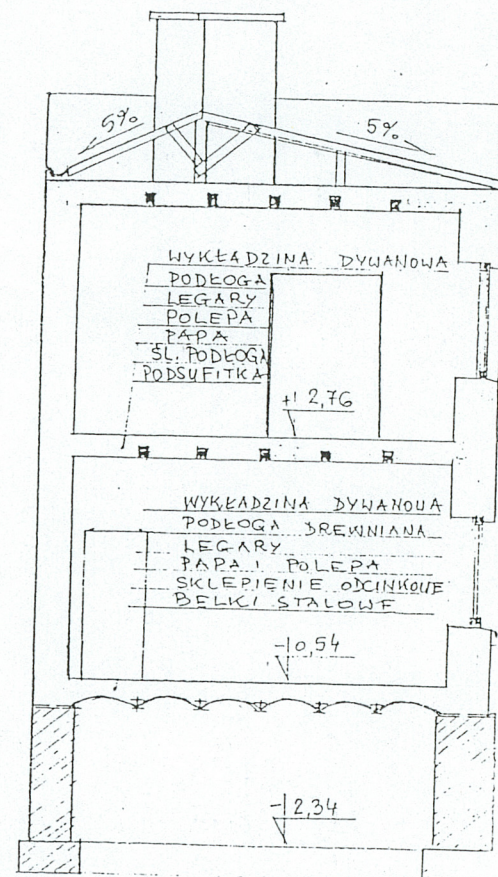 5%
5%
WYKŁADZINA DYWANOWA
PODŁOGA
LEGARY
POLEPA
PAPA
ŚL. PODŁOGA
PODSUFITKA
+2,76
WYKŁADZINA DYWANOWA
PODŁOGA DREWNIANA
LEGARY
PAPA I POLEPA
SKLEPIENIE ODCINKOWE
BELKI STALOWE
-0,54
-2,34